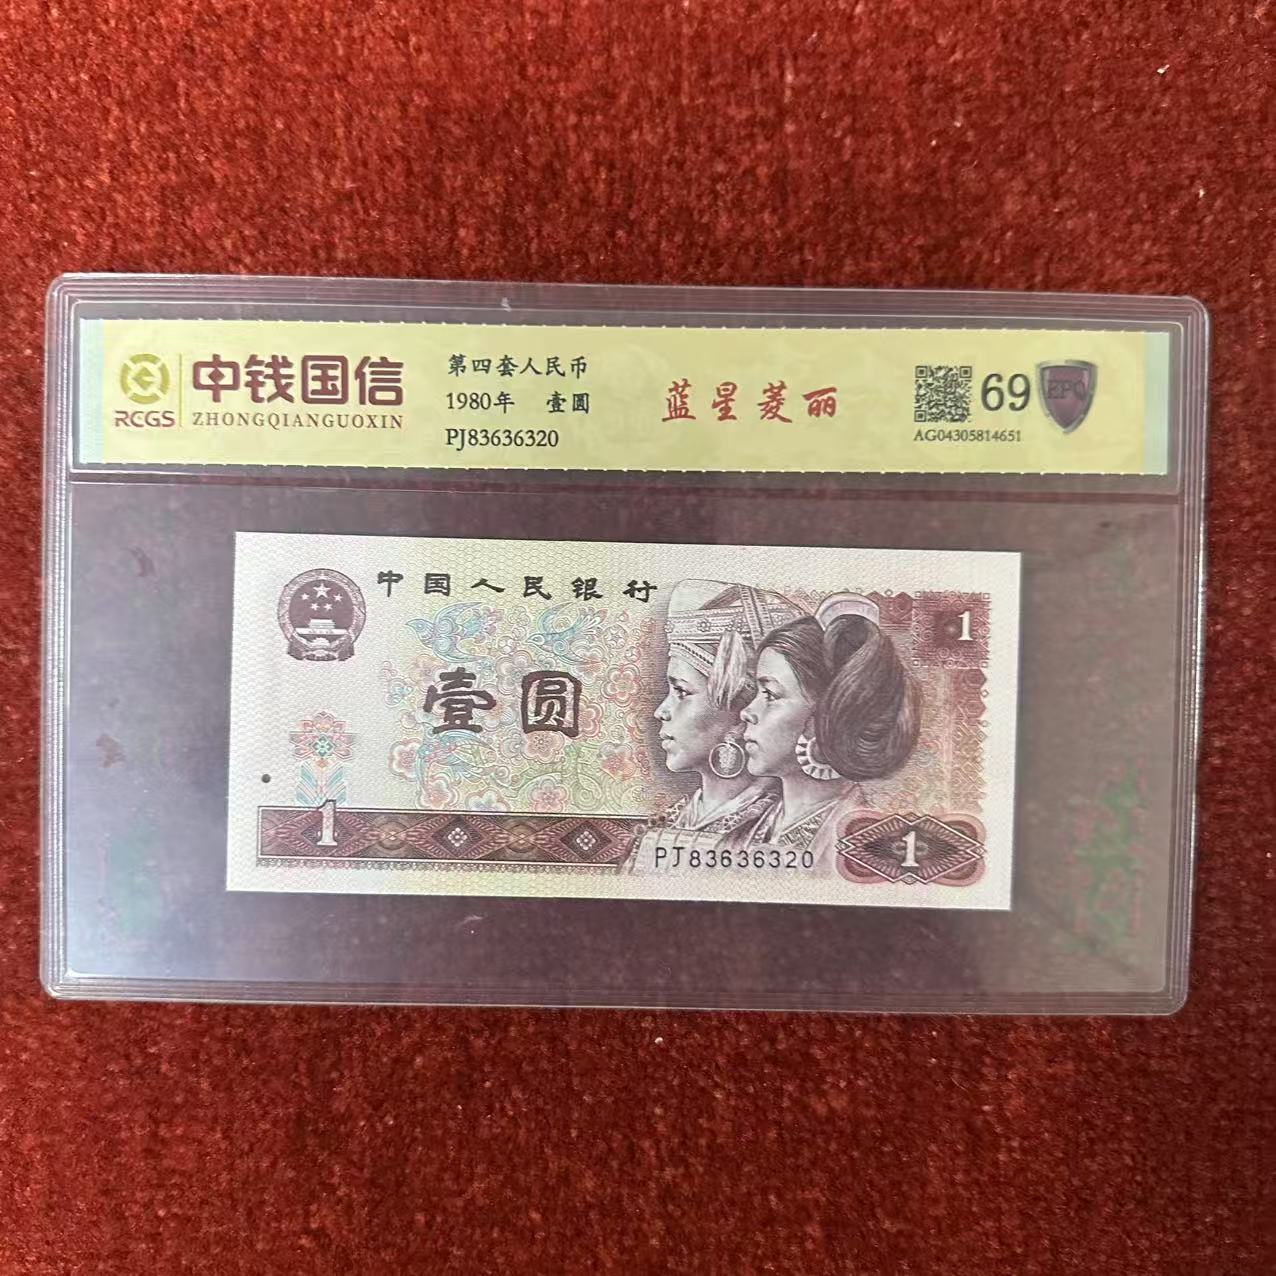 RCGS
中钱国信
ZHONGQIANGUOXIN
第四套人民币
1980年 壹圆
PJ83636320
蓝星菱丽
69
EPQ
AG04305814651
中国人民银行
1
壹圆
1
PJ83636320
1